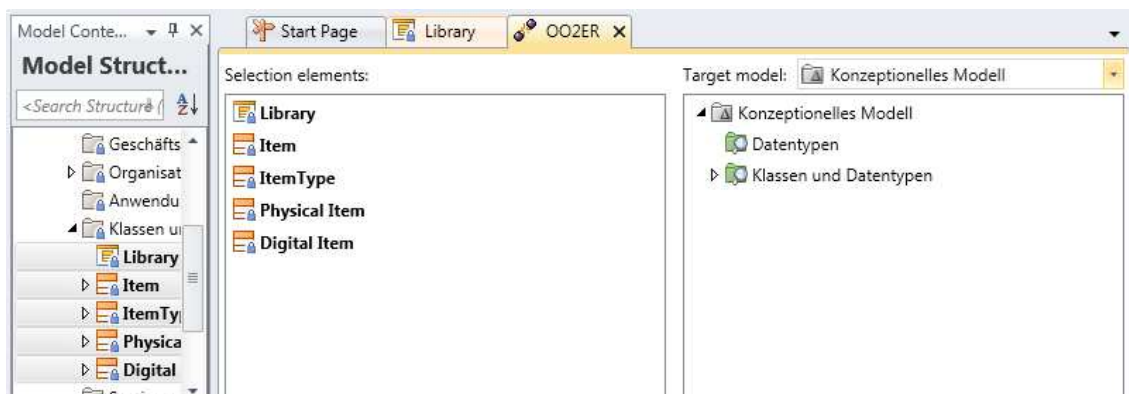 Model Conte...
Start Page
Library
OO2ER
Model Struct...
<Search Structure (
Selection elements:
Target model: Konzeptionelles Modell
Geschäfts
Organisat
Anwendu
Klassen u
Library
Item
ItemTy
Physica
Digital
Library
Item
ItemType
Physical Item
Digital Item
Konzeptionelles Modell
Datentypen
Klassen und Datentypen